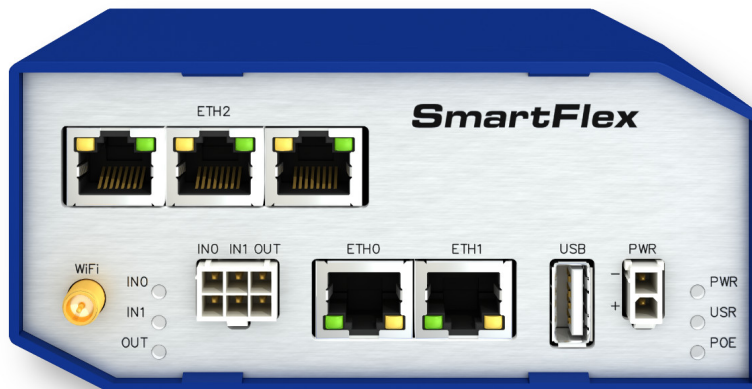 ETH2
SmartFlex
WiFi
IN0
IN1
OUT
IN0 IN1 OUT
ETH0
ETH1
USB
PWR
-
+
PWR
USR
POE